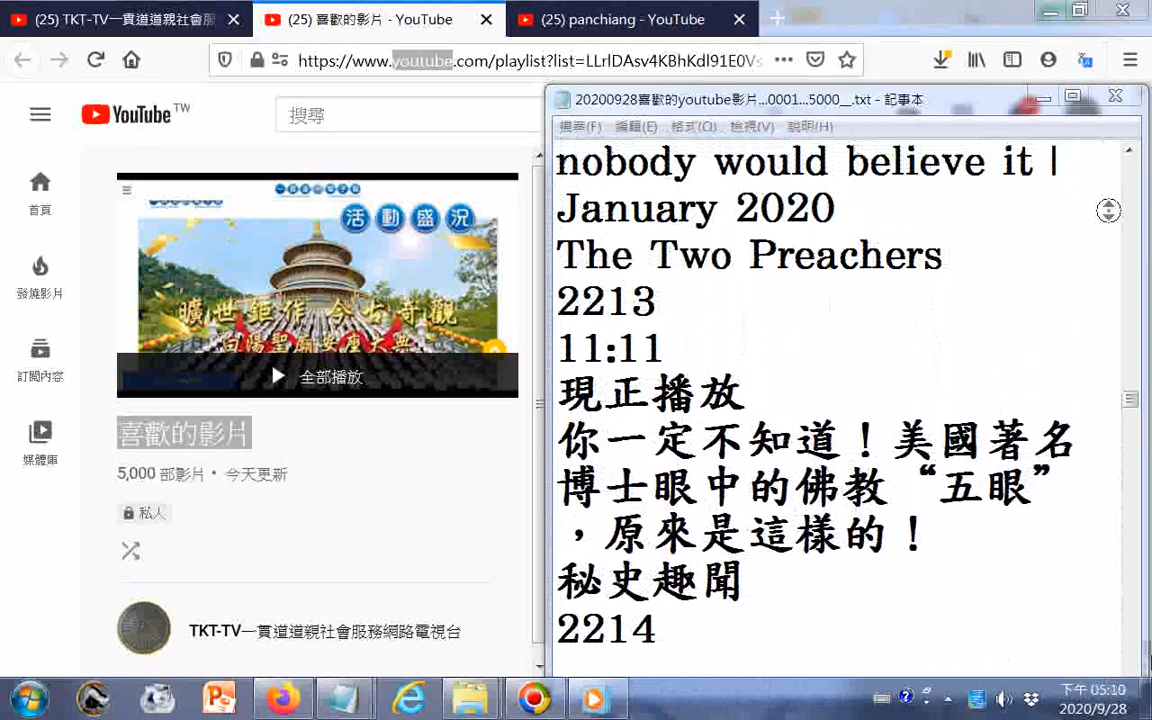 (25) TKT-TV一貫道道親社會服
(25) 喜歡的影片 - YouTube
(25) panchiang - YouTube
https://www.youtube.com/playlist?list=LLrlDAsv4KBhKdl91E0Vs
YouTube TW
搜尋
首頁
發燒影片
訂閱內容
媒體庫
活動盛況
曠世鉅作 今古奇觀
全部播放
喜歡的影片
5,000 部影片 • 今天更新
私人
TKT-TV一貫道道親社會服務網路電視台
20200928喜歡的youtube影片...0001...5000__.txt - 記事本
檔案(F) 編輯(E) 格式(O) 檢視(V) 說明(H)
nobody would believe it |
January 2020
The Two Preachers
2213
11:11
現正播放
你一定不知道！美國著名
博士眼中的佛教“五眼”
，原來是這樣的！
秘史趣聞
2214
下午 05:10
2020/9/28